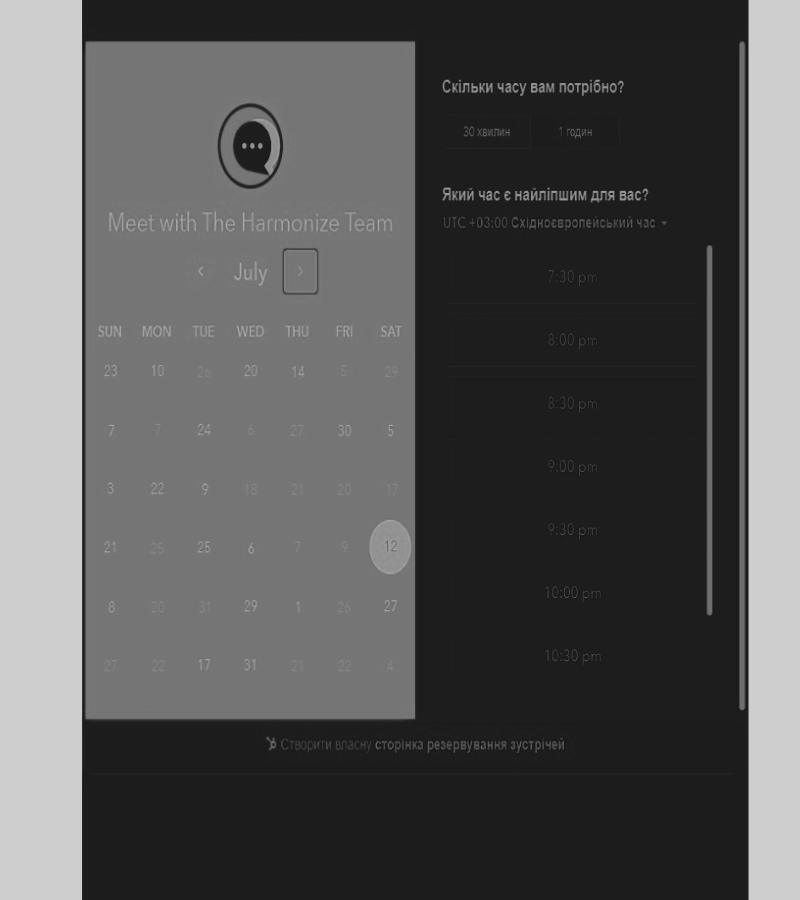 Meet with The Harmonize Team
July
SUN MON TUE WED THU FRI SAT
23 10 26 20 14 5 29
7 7 24 6 27 30 5
3 22 9 18 21 20 17
21 25 25 6 7 9 12
8 20 31 29 1 26 27
27 22 17 31 21 22 4
Скільки часу вам потрібно?
30 хвилин 1 годин
Який час є найліпшим для вас?
UTC +03:00 Східноєвропейський час
7:30 pm
8:00 pm
8:30 pm
9:00 pm
9:30 pm
10:00 pm
10:30 pm
Створити власну сторінка резервування зустрічей